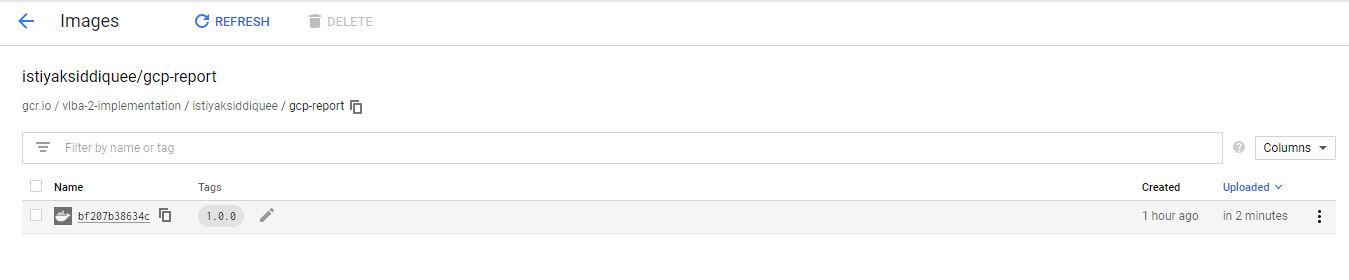 Images REFRESH DELETE
istiyaksiddiquee/gcp-report
gcr.io / vlba-2-implementation / istiyaksiddiquee / gcp-report
Filter by name or tag Columns
Name Tags Created Uploaded
bf207b38634c 1.0.0 1 hour ago in 2 minutes